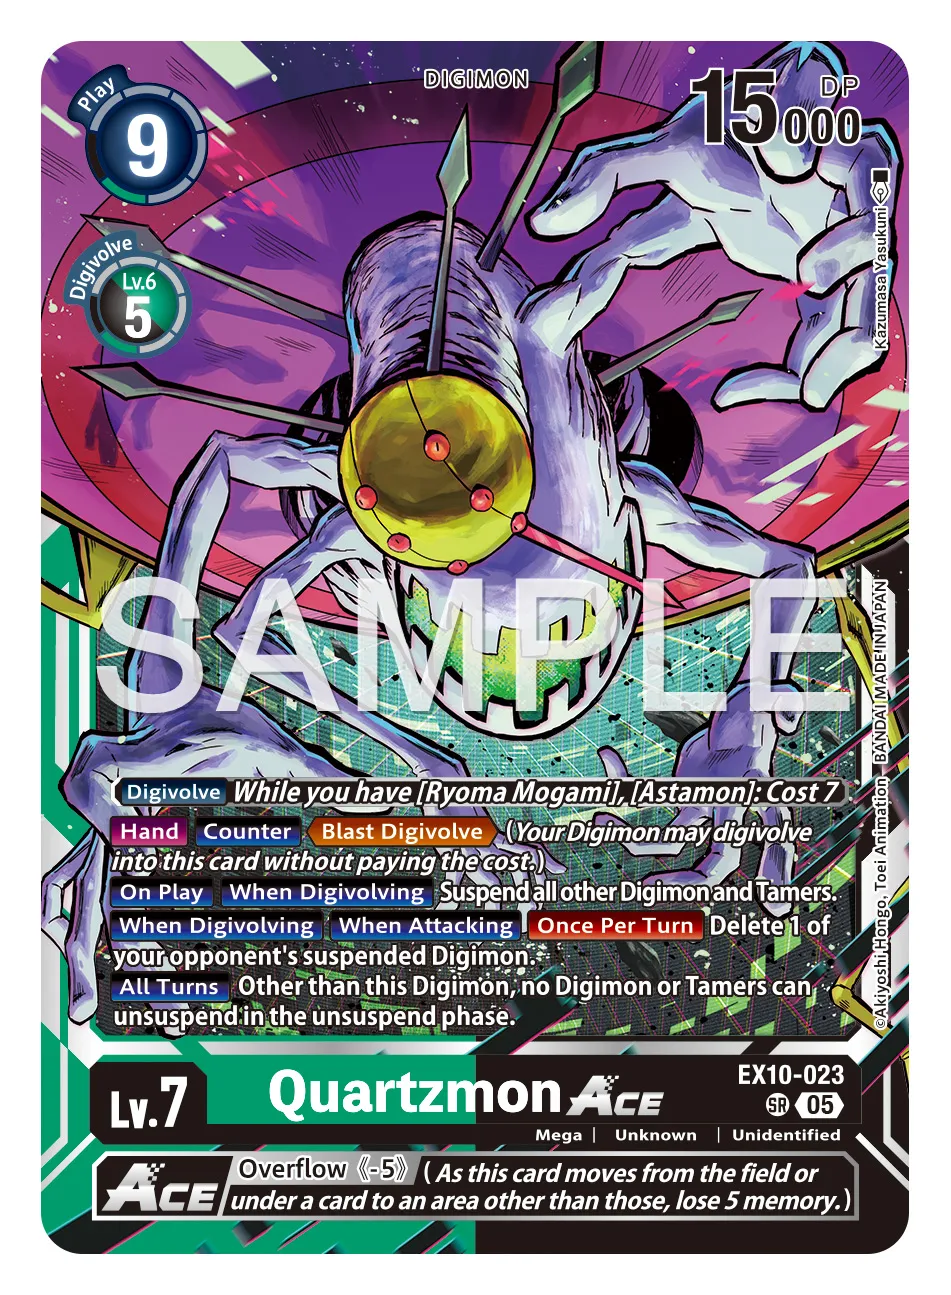 DIGIMON
Play
9
15000
DP
Digivolve
Lv.6
5
Kazumasa Yasukuni
SAMPLE
Digivolve While you have [Ryoma Mogami], [Astamon]: Cost 7
Hand Counter Blast Digivolve (Your Digimon may digivolve
into this card without paying the cost.)
On Play When Digivolving Suspend all other Digimon and Tamers.
When Digivolving When Attacking Once Per Turn Delete 1 of
your opponent's suspended Digimon.
All Turns Other than this Digimon, no Digimon or Tamers can
unsuspend in the unsuspend phase.
©Akiyoshi Hongo, Toei Animation BANDAI MADE IN JAPAN
Lv.7
Quartzmon ACE
EX10-023
SR 05
Mega | Unknown | Unidentified
ACE
Overflow 《-5》 (As this card moves from the field or
under a card to an area other than those, lose 5 memory.)